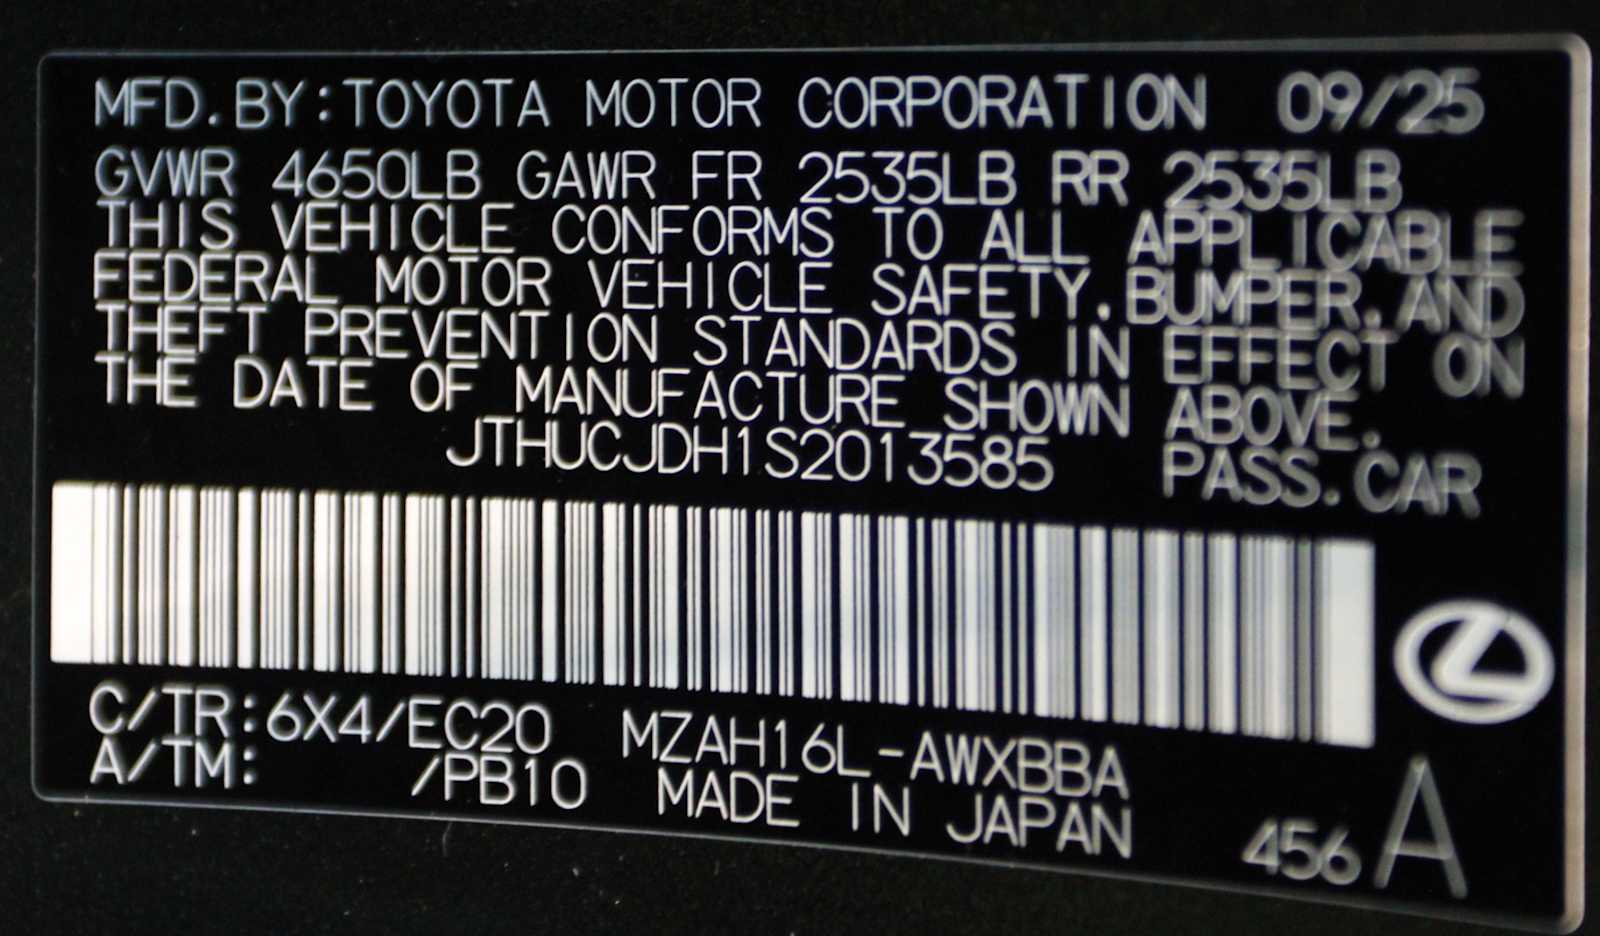 MFD.BY:TOYOTA MOTOR CORPORATION 09/25
GVWR 4650LB GAWR FR 2535LB RR 2535LB
THIS VEHICLE CONFORMS TO ALL APPLICABLE
FEDERAL MOTOR VEHICLE SAFETY.BUMPER.AND
THEFT PREVENTION STANDARDS IN EFFECT ON
THE DATE OF MANUFACTURE SHOWN ABOVE.
JTHUCJDH1S2013585 PASS.CAR
C/TR:6X4/EC20 MZAH16L-AWXBBA
A/TM: /PB10 MADE IN JAPAN
456 A